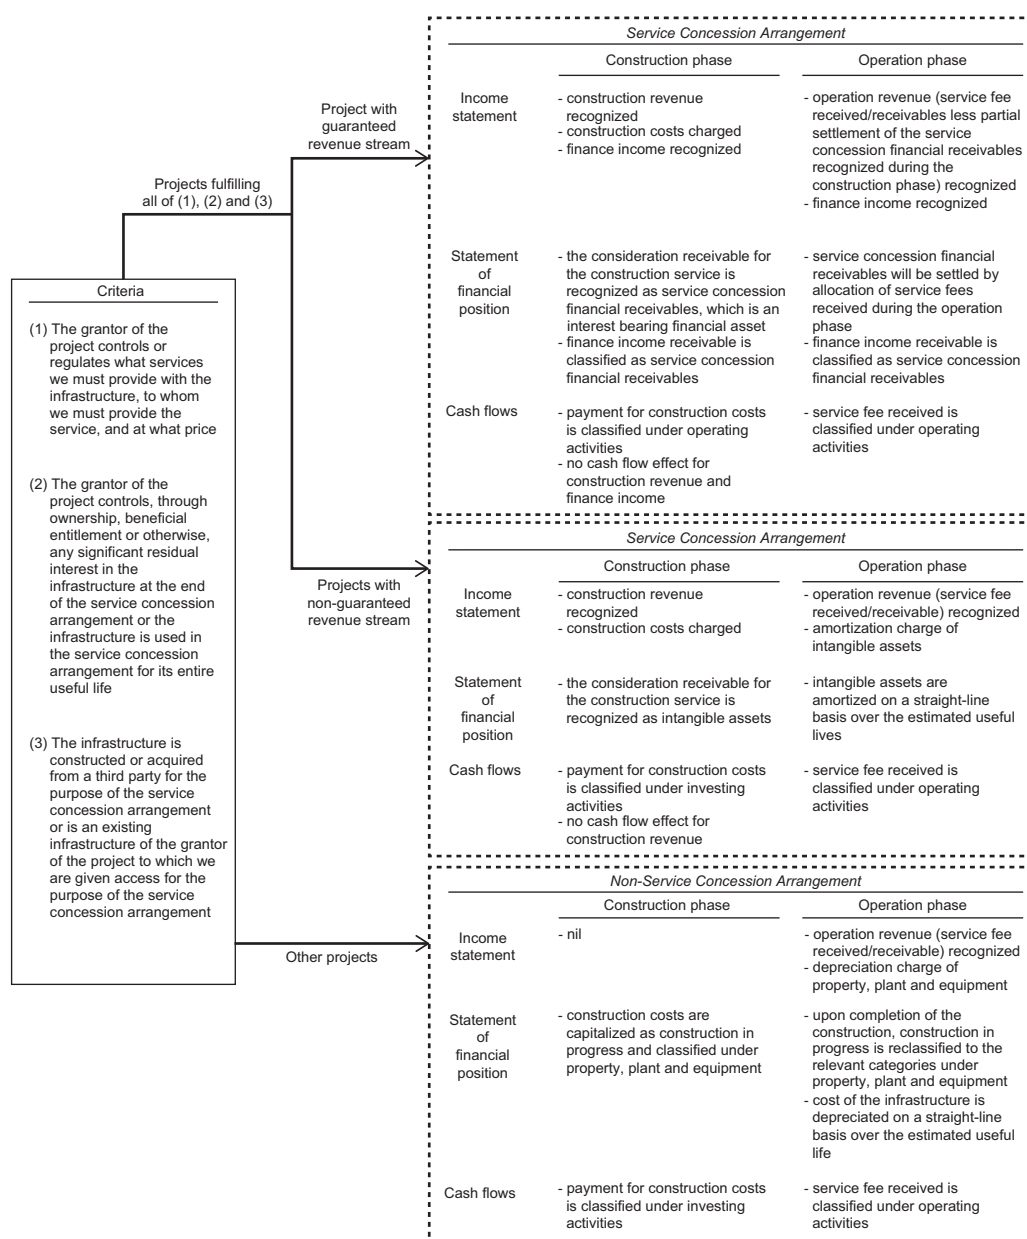 Criteria
(1) The grantor of the
project controls or
regulates what services
we must provide with the
infrastructure, to whom
we must provide the
service, and at what price
(2) The grantor of the
project controls, through
ownership, beneficial
entitlement or otherwise,
any significant residual
interest in the
infrastructure at the end
of the service concession
arrangement or the
infrastructure is used in
the service concession
arrangement for its entire
useful life
(3) The infrastructure is
constructed or acquired
from a third party for the
purpose of the service
concession arrangement
or is an existing
infrastructure of the grantor
of the project to which we
are given access for the
purpose of the service
concession arrangement
Projects fulfilling
all of (1), (2) and (3)
Project with
guaranteed
revenue stream
Service Concession Arrangement
Construction phase
Operation phase
Income
statement
- construction revenue
recognized
- construction costs charged
- finance income recognized
- operation revenue (service fee
received/receivables less partial
settlement of the service
concession financial receivables
recognized during the
construction phase) recognized
- finance income recognized
Statement
of
financial
position
- the consideration receivable for
the construction service is
recognized as service concession
financial receivables, which is an
interest bearing financial asset
- finance income receivable is
classified as service concession
financial receivables
- service concession financial
receivables will be settled by
allocation of service fees
received during the operation
phase
- finance income receivable is
classified as service concession
financial receivables
Cash flows
- payment for construction costs
is classified under operating
activities
- no cash flow effect for
construction revenue and
finance income
- service fee received is
classified under operating
activities
Projects with
non-guaranteed
revenue stream
Service Concession Arrangement
Construction phase
Operation phase
Income
statement
- construction revenue
recognized
- construction costs charged
- operation revenue (service fee
received/receivable) recognized
- amortization charge of
intangible assets
Statement
of
financial
position
- the consideration receivable for
the construction service is
recognized as intangible assets
- intangible assets are
amortized on a straight-line
basis over the estimated useful
lives
Cash flows
- payment for construction costs
is classified under investing
activities
- no cash flow effect for
construction revenue
- service fee received is
classified under operating
activities
Other projects
Non-Service Concession Arrangement
Construction phase
Operation phase
Income
statement
- nil
- operation revenue (service fee
received/receivable) recognized
- depreciation charge of
property, plant and equipment
Statement
of
financial
position
- construction costs are
capitalized as construction in
progress and classified under
property, plant and equipment
- upon completion of the
construction, construction in
progress is reclassified to the
relevant categories under
property, plant and equipment
- cost of the infrastructure is
depreciated on a straight-line
basis over the estimated useful
life
Cash flows
- payment for construction costs
is classified under investing
activities
- service fee received is
classified under operating
activities